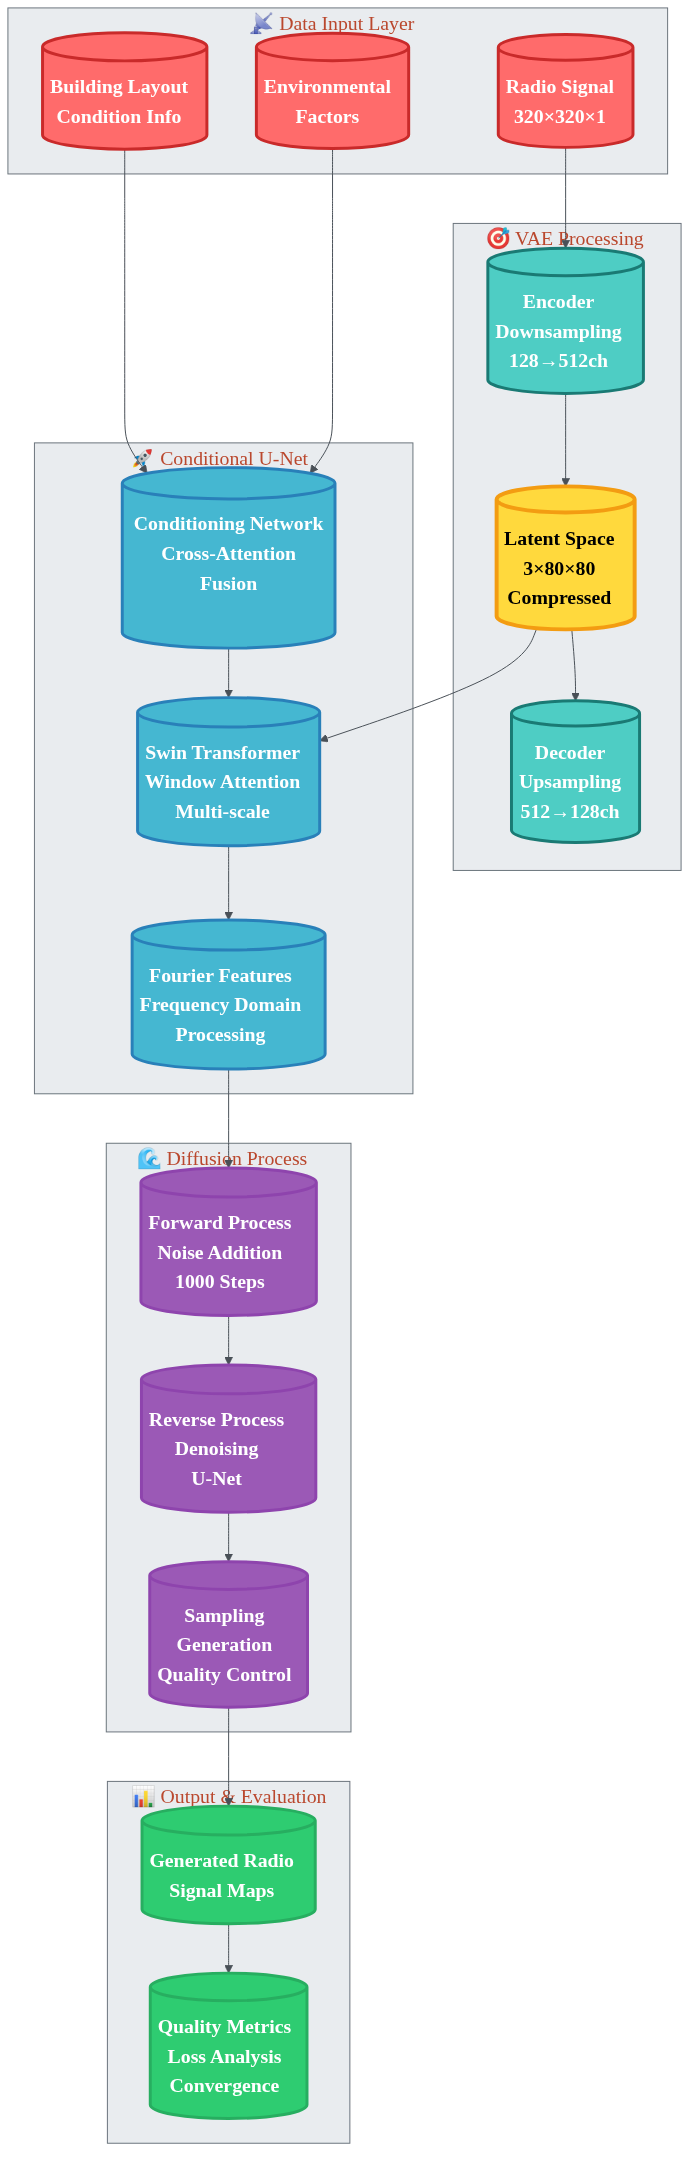 📡 Data Input Layer
Building Layout
Condition Info
Environmental
Factors
Radio Signal
320×320×1
🎯 VAE Processing
Encoder
Downsampling
128→512ch
Latent Space
3×80×80
Compressed
Decoder
Upsampling
512→128ch
🚀 Conditional U-Net
Conditioning Network
Cross-Attention
Fusion
Swin Transformer
Window Attention
Multi-scale
Fourier Features
Frequency Domain
Processing
🌊 Diffusion Process
Forward Process
Noise Addition
1000 Steps
Reverse Process
Denoising
U-Net
Sampling
Generation
Quality Control
📊 Output & Evaluation
Generated Radio
Signal Maps
Quality Metrics
Loss Analysis
Convergence